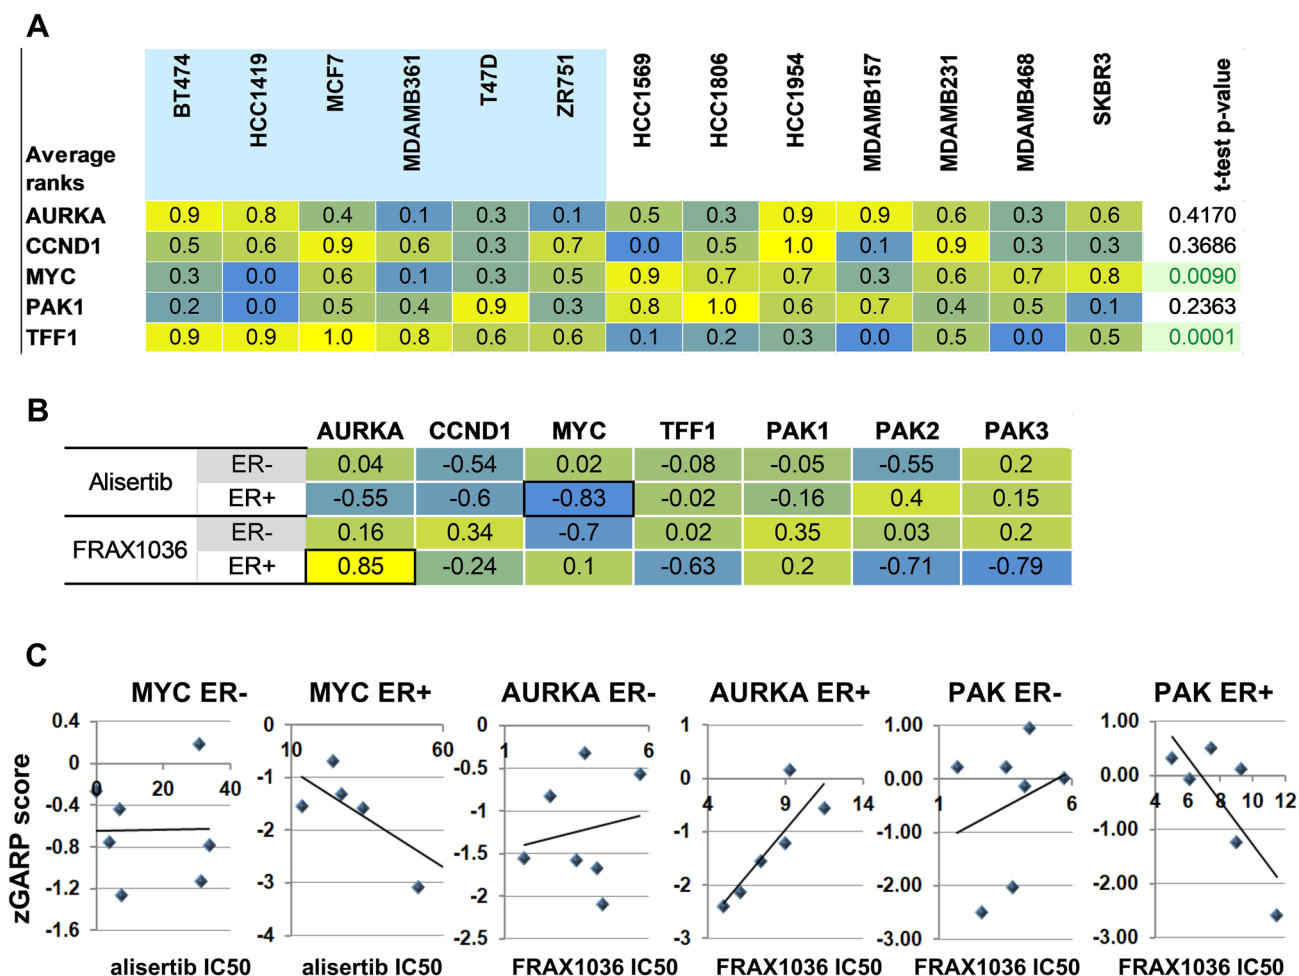 A
Average ranks BT474 HCC1419 MCF7 MDAMB361 T47D ZR751 HCC1569 HCC1806 HCC1954 MDAMB157 MDAMB231 MDAMB468 SKBR3 t-test p-value
AURKA 0.9 0.8 0.4 0.1 0.3 0.1 0.5 0.3 0.9 0.9 0.6 0.3 0.6 0.4170
CCND1 0.5 0.6 0.9 0.6 0.3 0.7 0.0 0.5 1.0 0.1 0.9 0.3 0.3 0.3686
MYC 0.3 0.0 0.6 0.1 0.3 0.5 0.9 0.7 0.7 0.3 0.6 0.7 0.8 0.0090
PAK1 0.2 0.0 0.5 0.4 0.9 0.3 0.8 1.0 0.6 0.7 0.4 0.5 0.1 0.2363
TFF1 0.9 0.9 1.0 0.8 0.6 0.6 0.1 0.2 0.3 0.0 0.5 0.0 0.5 0.0001
B
AURKA CCND1 MYC TFF1 PAK1 PAK2 PAK3
Alisertib ER- 0.04 -0.54 0.02 -0.08 -0.05 -0.55 0.2
ER+ -0.55 -0.6 -0.83 -0.02 -0.16 0.4 0.15
FRAX1036 ER- 0.16 0.34 -0.7 0.02 0.35 0.03 0.2
ER+ 0.85 -0.24 0.1 -0.63 0.2 -0.71 -0.79
C
zGARP score
MYC ER-
0.4
0
-0.4
-0.8
-1.2
-1.6
0 20 40
alisertib IC50
MYC ER+
0
-1
-2
-3
-4
10 60
alisertib IC50
AURKA ER-
0
-0.5
-1
-1.5
-2
-2.5
1 6
FRAX1036 IC50
AURKA ER+
1
0
-1
-2
-3
4 9 14
FRAX1036 IC50
PAK ER-
1.00
0.00
-1.00
-2.00
-3.00
1 6
FRAX1036 IC50
PAK ER+
1.00
0.00
-1.00
-2.00
-3.00
4 6 8 10 12
FRAX1036 IC50